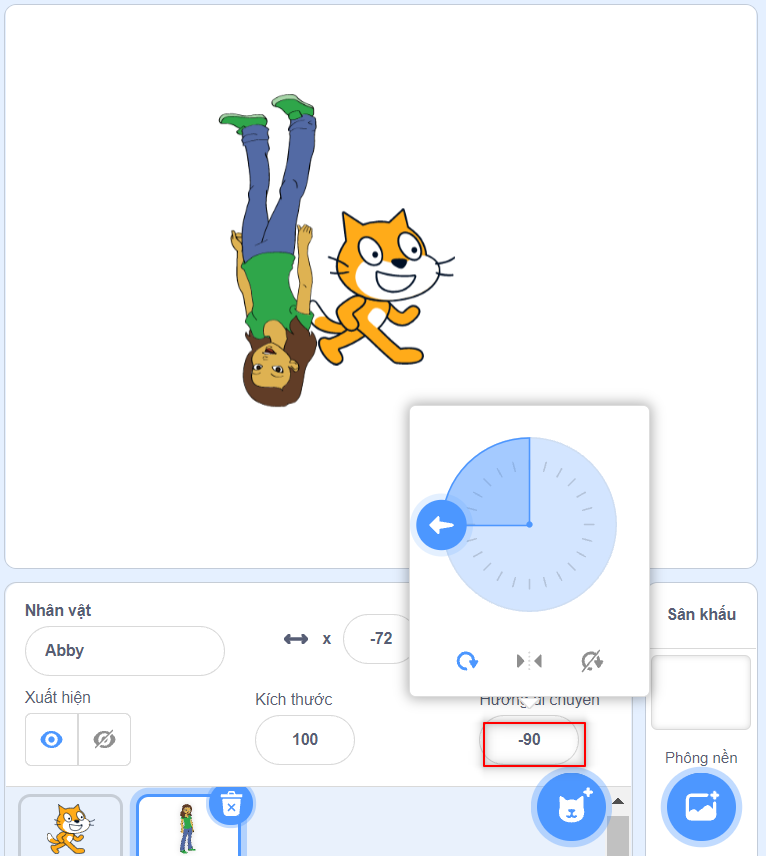 Nhân vật
Abby
x
-72
Sân khấu
Xuất hiện
Kích thước
Hướng di chuyển
100
-90
Phông nền